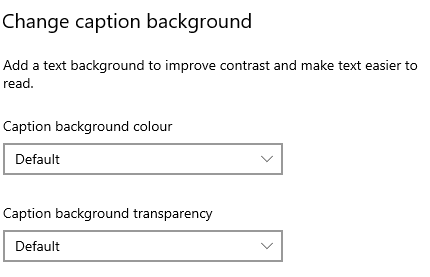 Change caption background
Add a text background to improve contrast and make text easier to
read.
Caption background colour
Default
Caption background transparency
Default